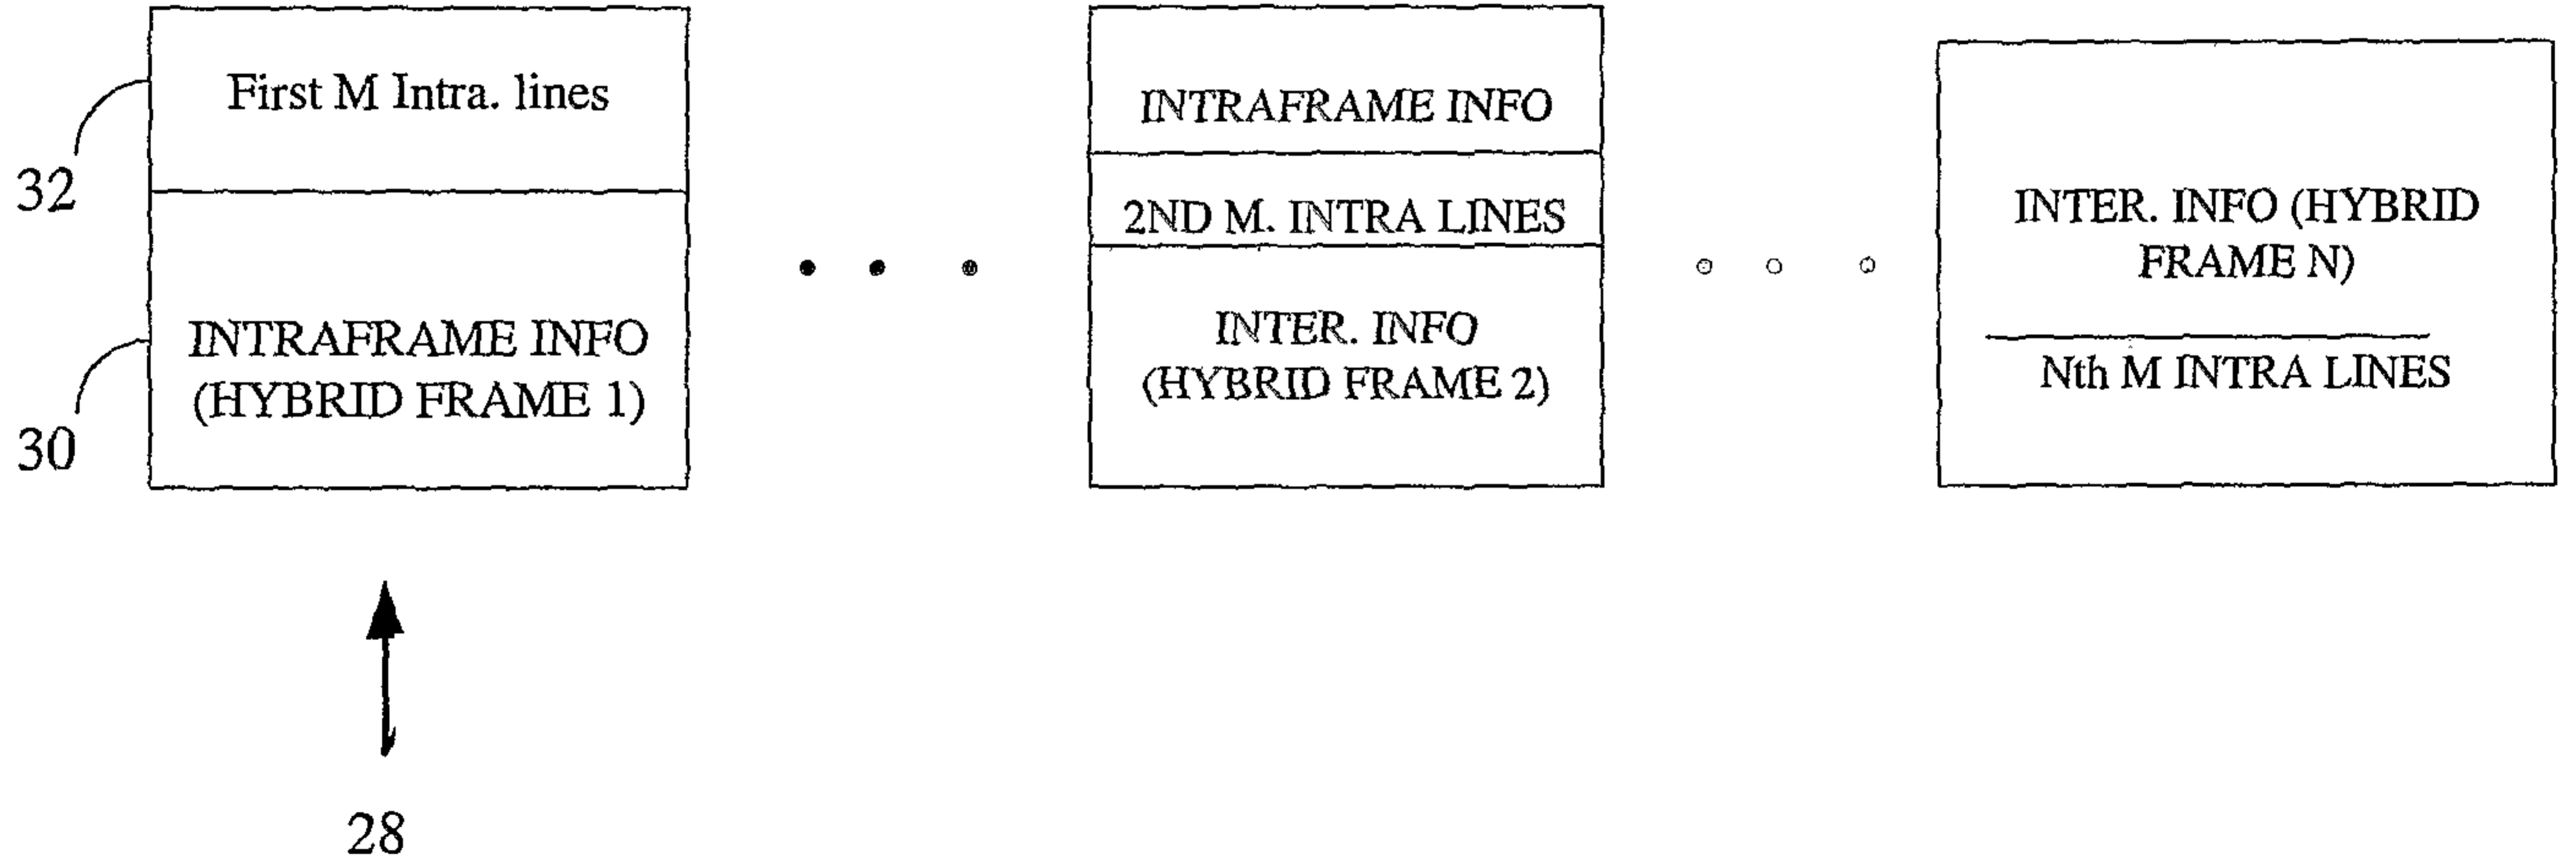 First M Intra. lines
32
INTRAFRAME INFO
(HYBRID FRAME 1)
30
28
INTRAFRAME INFO
2ND M. INTRA LINES
INTER. INFO
(HYBRID FRAME 2)
INTER. INFO (HYBRID
FRAME N)
Nth M INTRA LINES